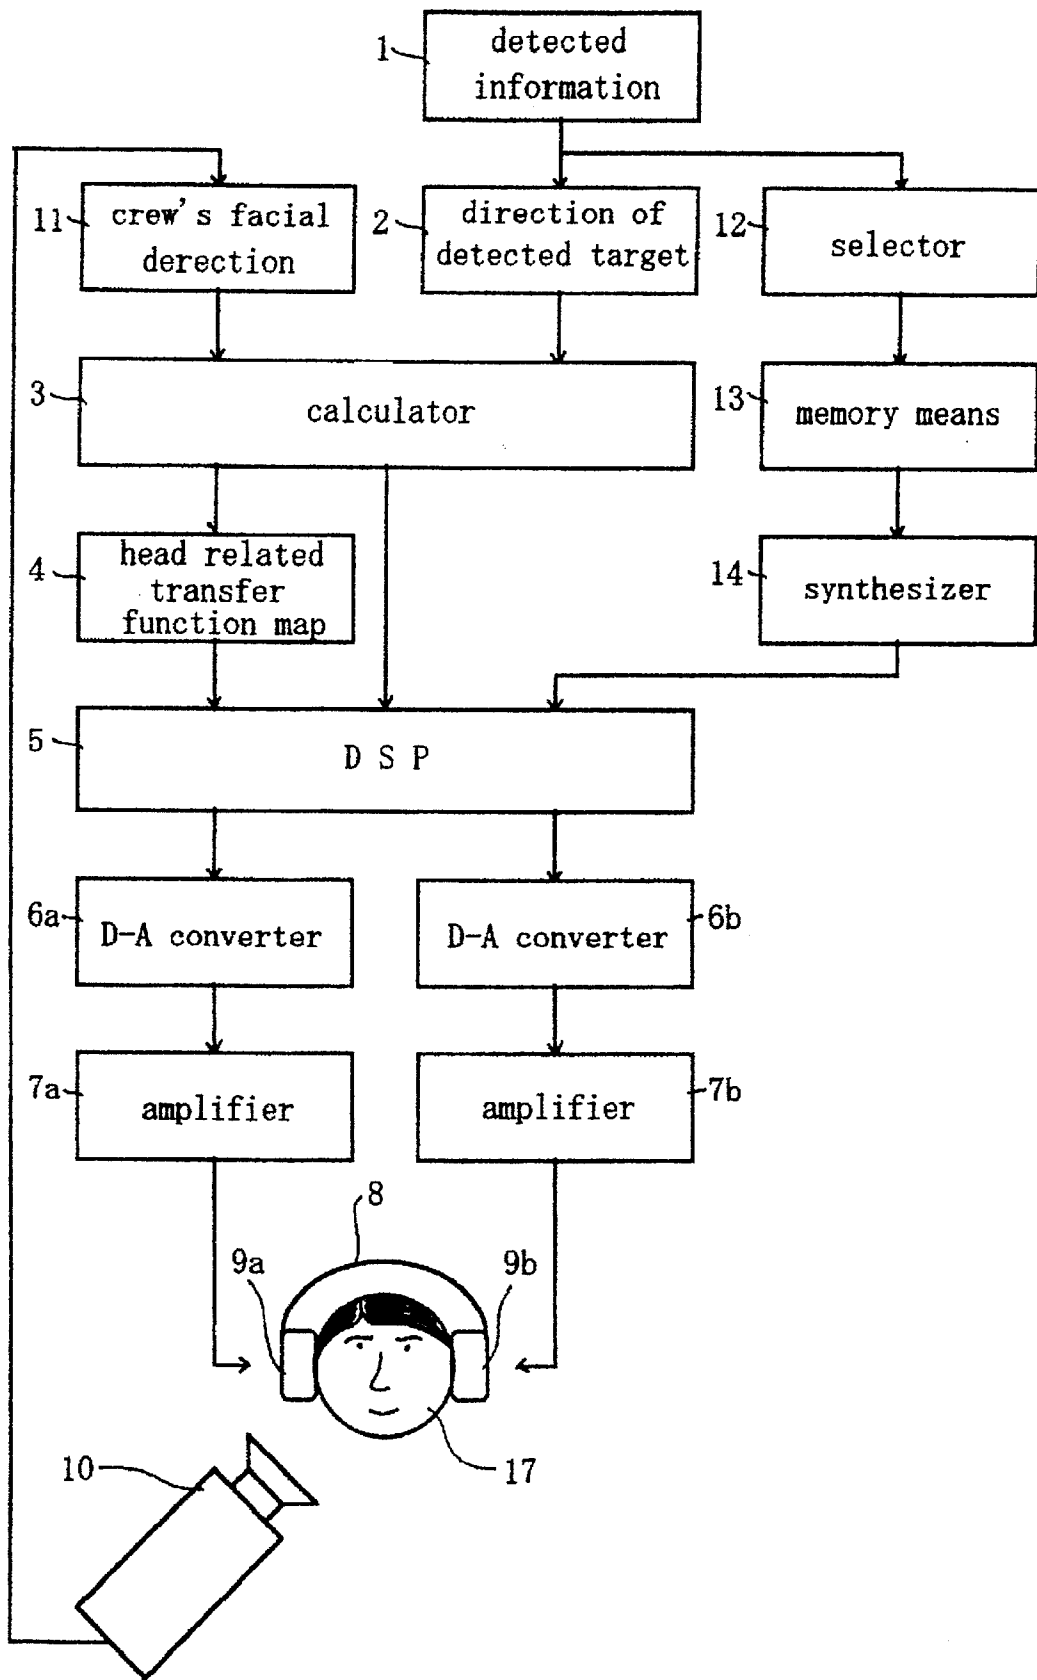 1
detected
information
11
crew's facial
derection
2
direction of
detected target
12
selector
3
calculator
13
memory means
4
head related
transfer
function map
14
synthesizer
5
D S P
6a
D-A converter
D-A converter
6b
7a
amplifier
amplifier
7b
8
9a
9b
10
17